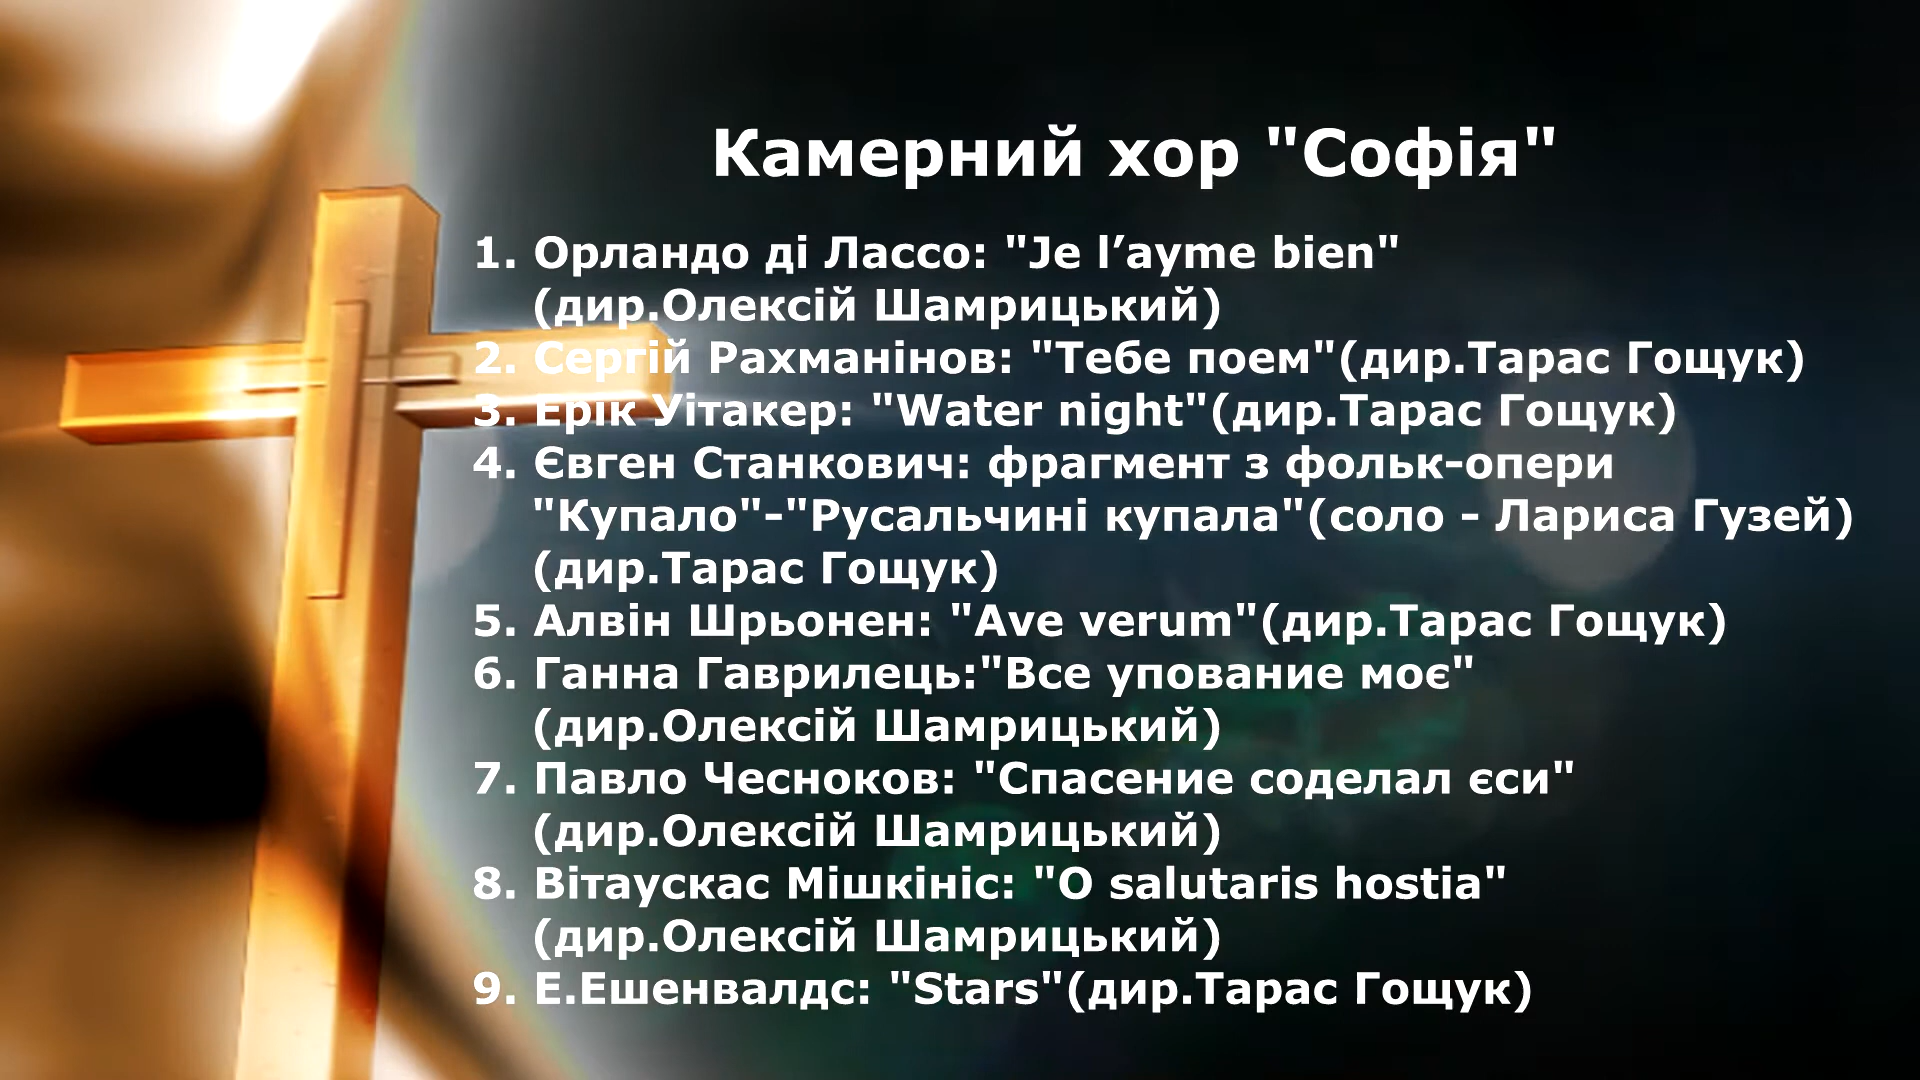 Камерний хор "Софія"
1. Орландо ді Лассо: "Je l’ayme bien"
(дир.Олексій Шамрицький)
2. Сергій Рахманінов: "Тебе поем"(дир.Тарас Гощук)
3. Ерік Уітакер: "Water night"(дир.Тарас Гощук)
4. Євген Станкович: фрагмент з фольк-опери
"Купало"-"Русальчині купала"(соло - Лариса Гузей)
(дир.Тарас Гощук)
5. Алвін Шрьонен: "Ave verum"(дир.Тарас Гощук)
6. Ганна Гаврилець:"Все упование моє"
(дир.Олексій Шамрицький)
7. Павло Чесноков: "Спасение соделал єси"
(дир.Олексій Шамрицький)
8. Вітаускас Мішкініс: "O salutaris hostia"
(дир.Олексій Шамрицький)
9. Е.Ешенвалдс: "Stars"(дир.Тарас Гощук)